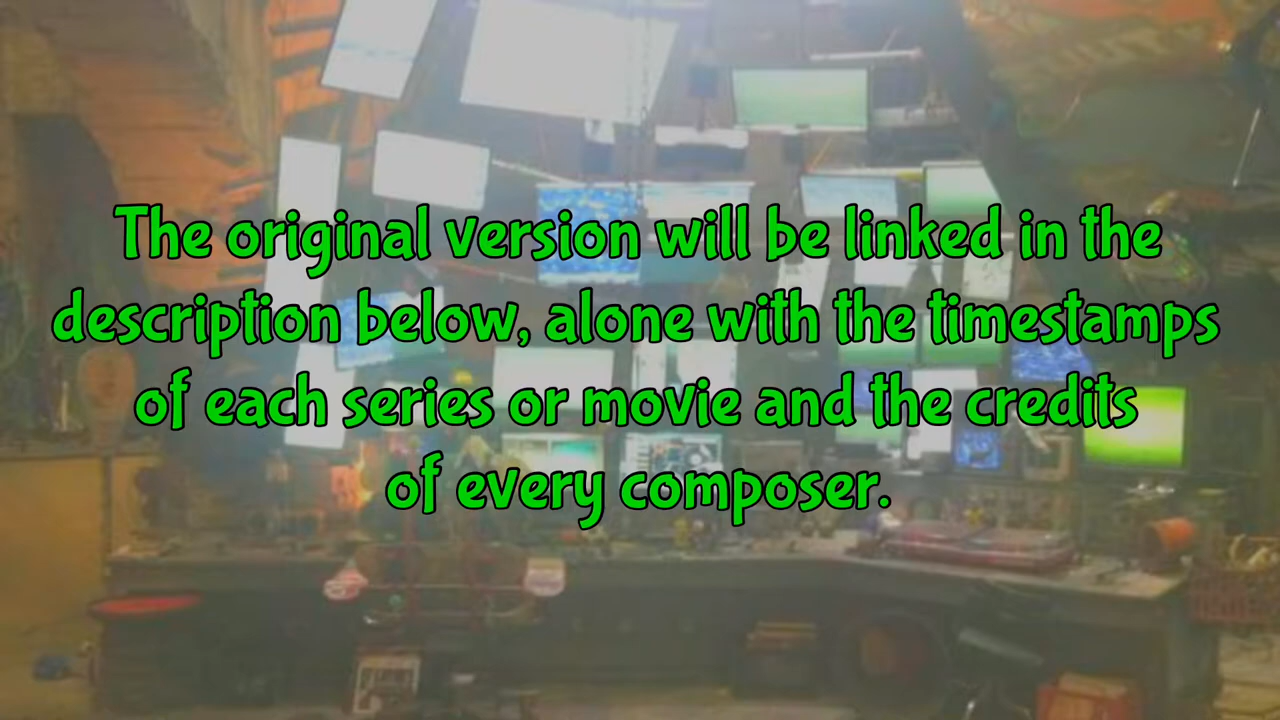 The original version will be linked in the
description below, alone with the timestamps
of each series or movie and the credits
of every composer.